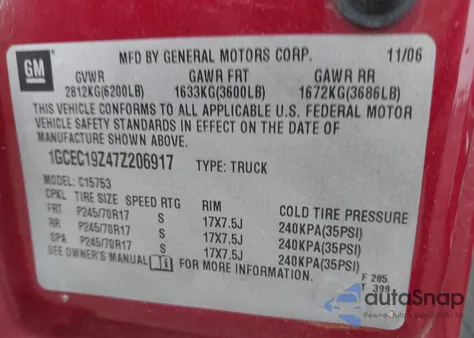 GM
MFD BY GENERAL MOTORS CORP. 11/06
GVWR GAWR FRT GAWR RR
2812KG(6200LB) 1633KG(3600LB) 1672KG(3686LB)
THIS VEHICLE CONFORMS TO ALL APPLICABLE U.S. FEDERAL MOTOR
VEHICLE SAFETY STANDARDS IN EFFECT ON THE DATE OF
MANUFACTURE SHOWN ABOVE.
1GCEC19Z47Z206917 TYPE: TRUCK
MODEL: C15753
CPKL TIRE SIZE SPEED RTG RIM COLD TIRE PRESSURE
FRT P245/70R17 S 17X7.5J 240KPA(35PSI)
RR P245/70R17 S 17X7.5J 240KPA(35PSI)
SPA P245/70R17 S 17X7.5J 240KPA(35PSI)
SEE OWNER'S MANUAL FOR MORE INFORMATION.
F 285
T 399
autoSnap